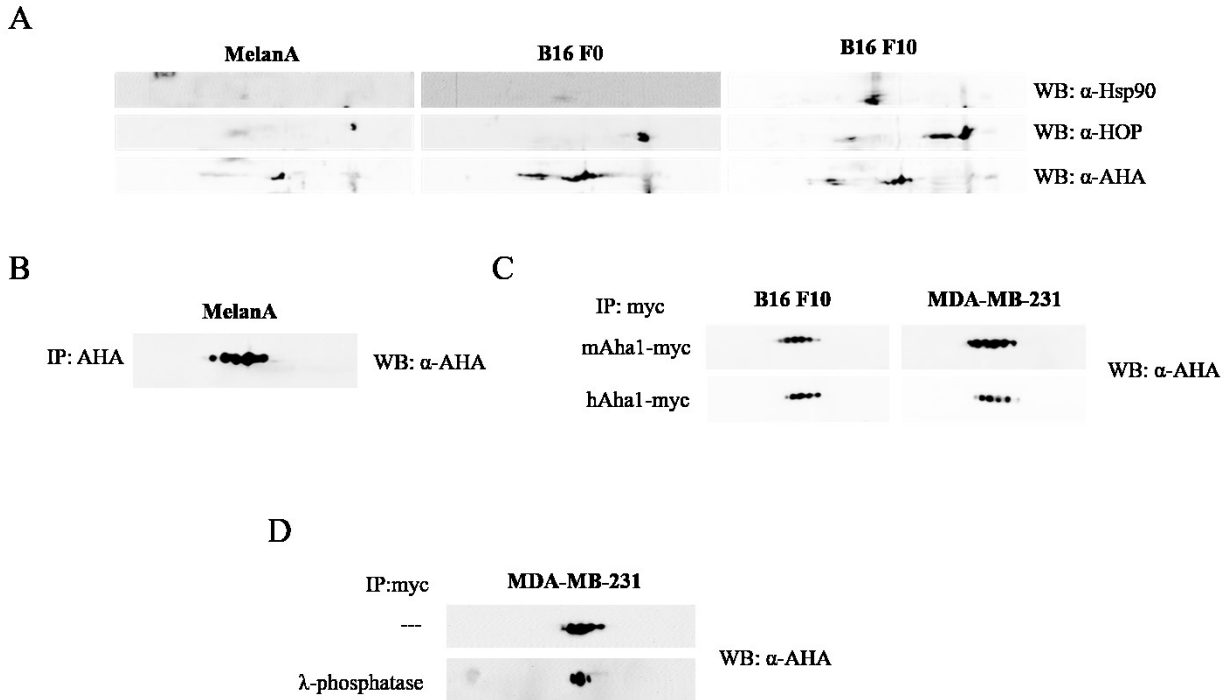 A
MelanA
B16 F0
B16 F10
WB: α-Hsp90
WB: α-HOP
WB: α-AHA
B
MelanA
IP: AHA
WB: α-AHA
C
IP: myc
B16 F10
MDA-MB-231
mAha1-myc
hAha1-myc
WB: α-AHA
D
IP:myc
MDA-MB-231
---
λ-phosphatase
WB: α-AHA